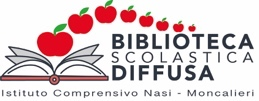 BIBLIOTECA
SCOLASTICA
DIFFUSA
Istituto Comprensivo Nasi - Moncalieri